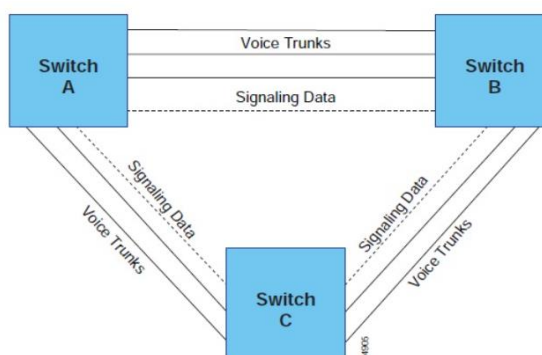 Voice Trunks
Switch
A
Switch
B
Signaling Data
Signaling Data
Voice Trunks
Signaling Data
Voice Trunks
Switch
C
4905